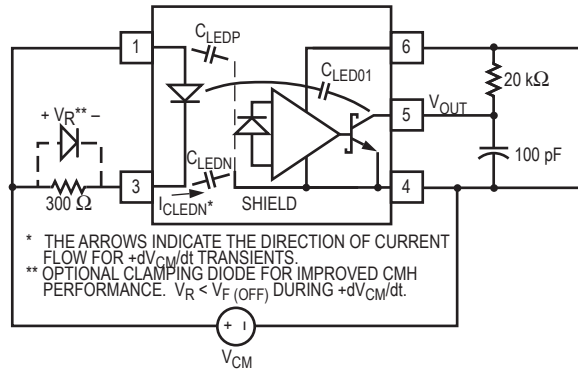 1
C_LEDP
6
C_LED01
20 kΩ
+ V_R** –
5
V_OUT
C_LEDN
100 pF
3
4
300 Ω
I_CLEDN*
SHIELD
* THE ARROWS INDICATE THE DIRECTION OF CURRENT
FLOW FOR +dV_CM/dt TRANSIENTS.
** OPTIONAL CLAMPING DIODE FOR IMPROVED CMH
PERFORMANCE. V_R < V_F (OFF) DURING +dV_CM/dt.
+ –
V_CM